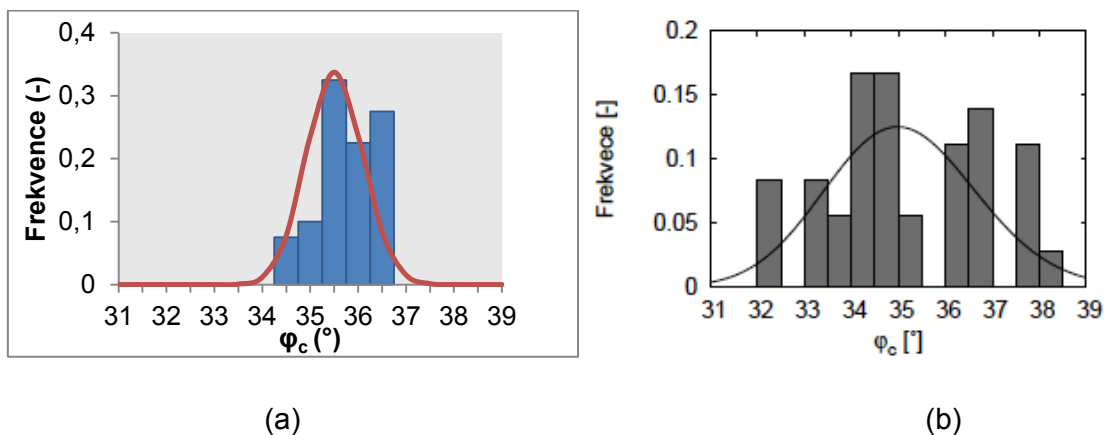 0,4
0,3
0,2
0,1
0
Frekvence (-)
31 32 33 34 35 36 37 38 39
φc (°)
(a)
0.2
0.15
0.1
0.05
0
Frekvece [-]
31 32 33 34 35 36 37 38 39
φc [°]
(b)